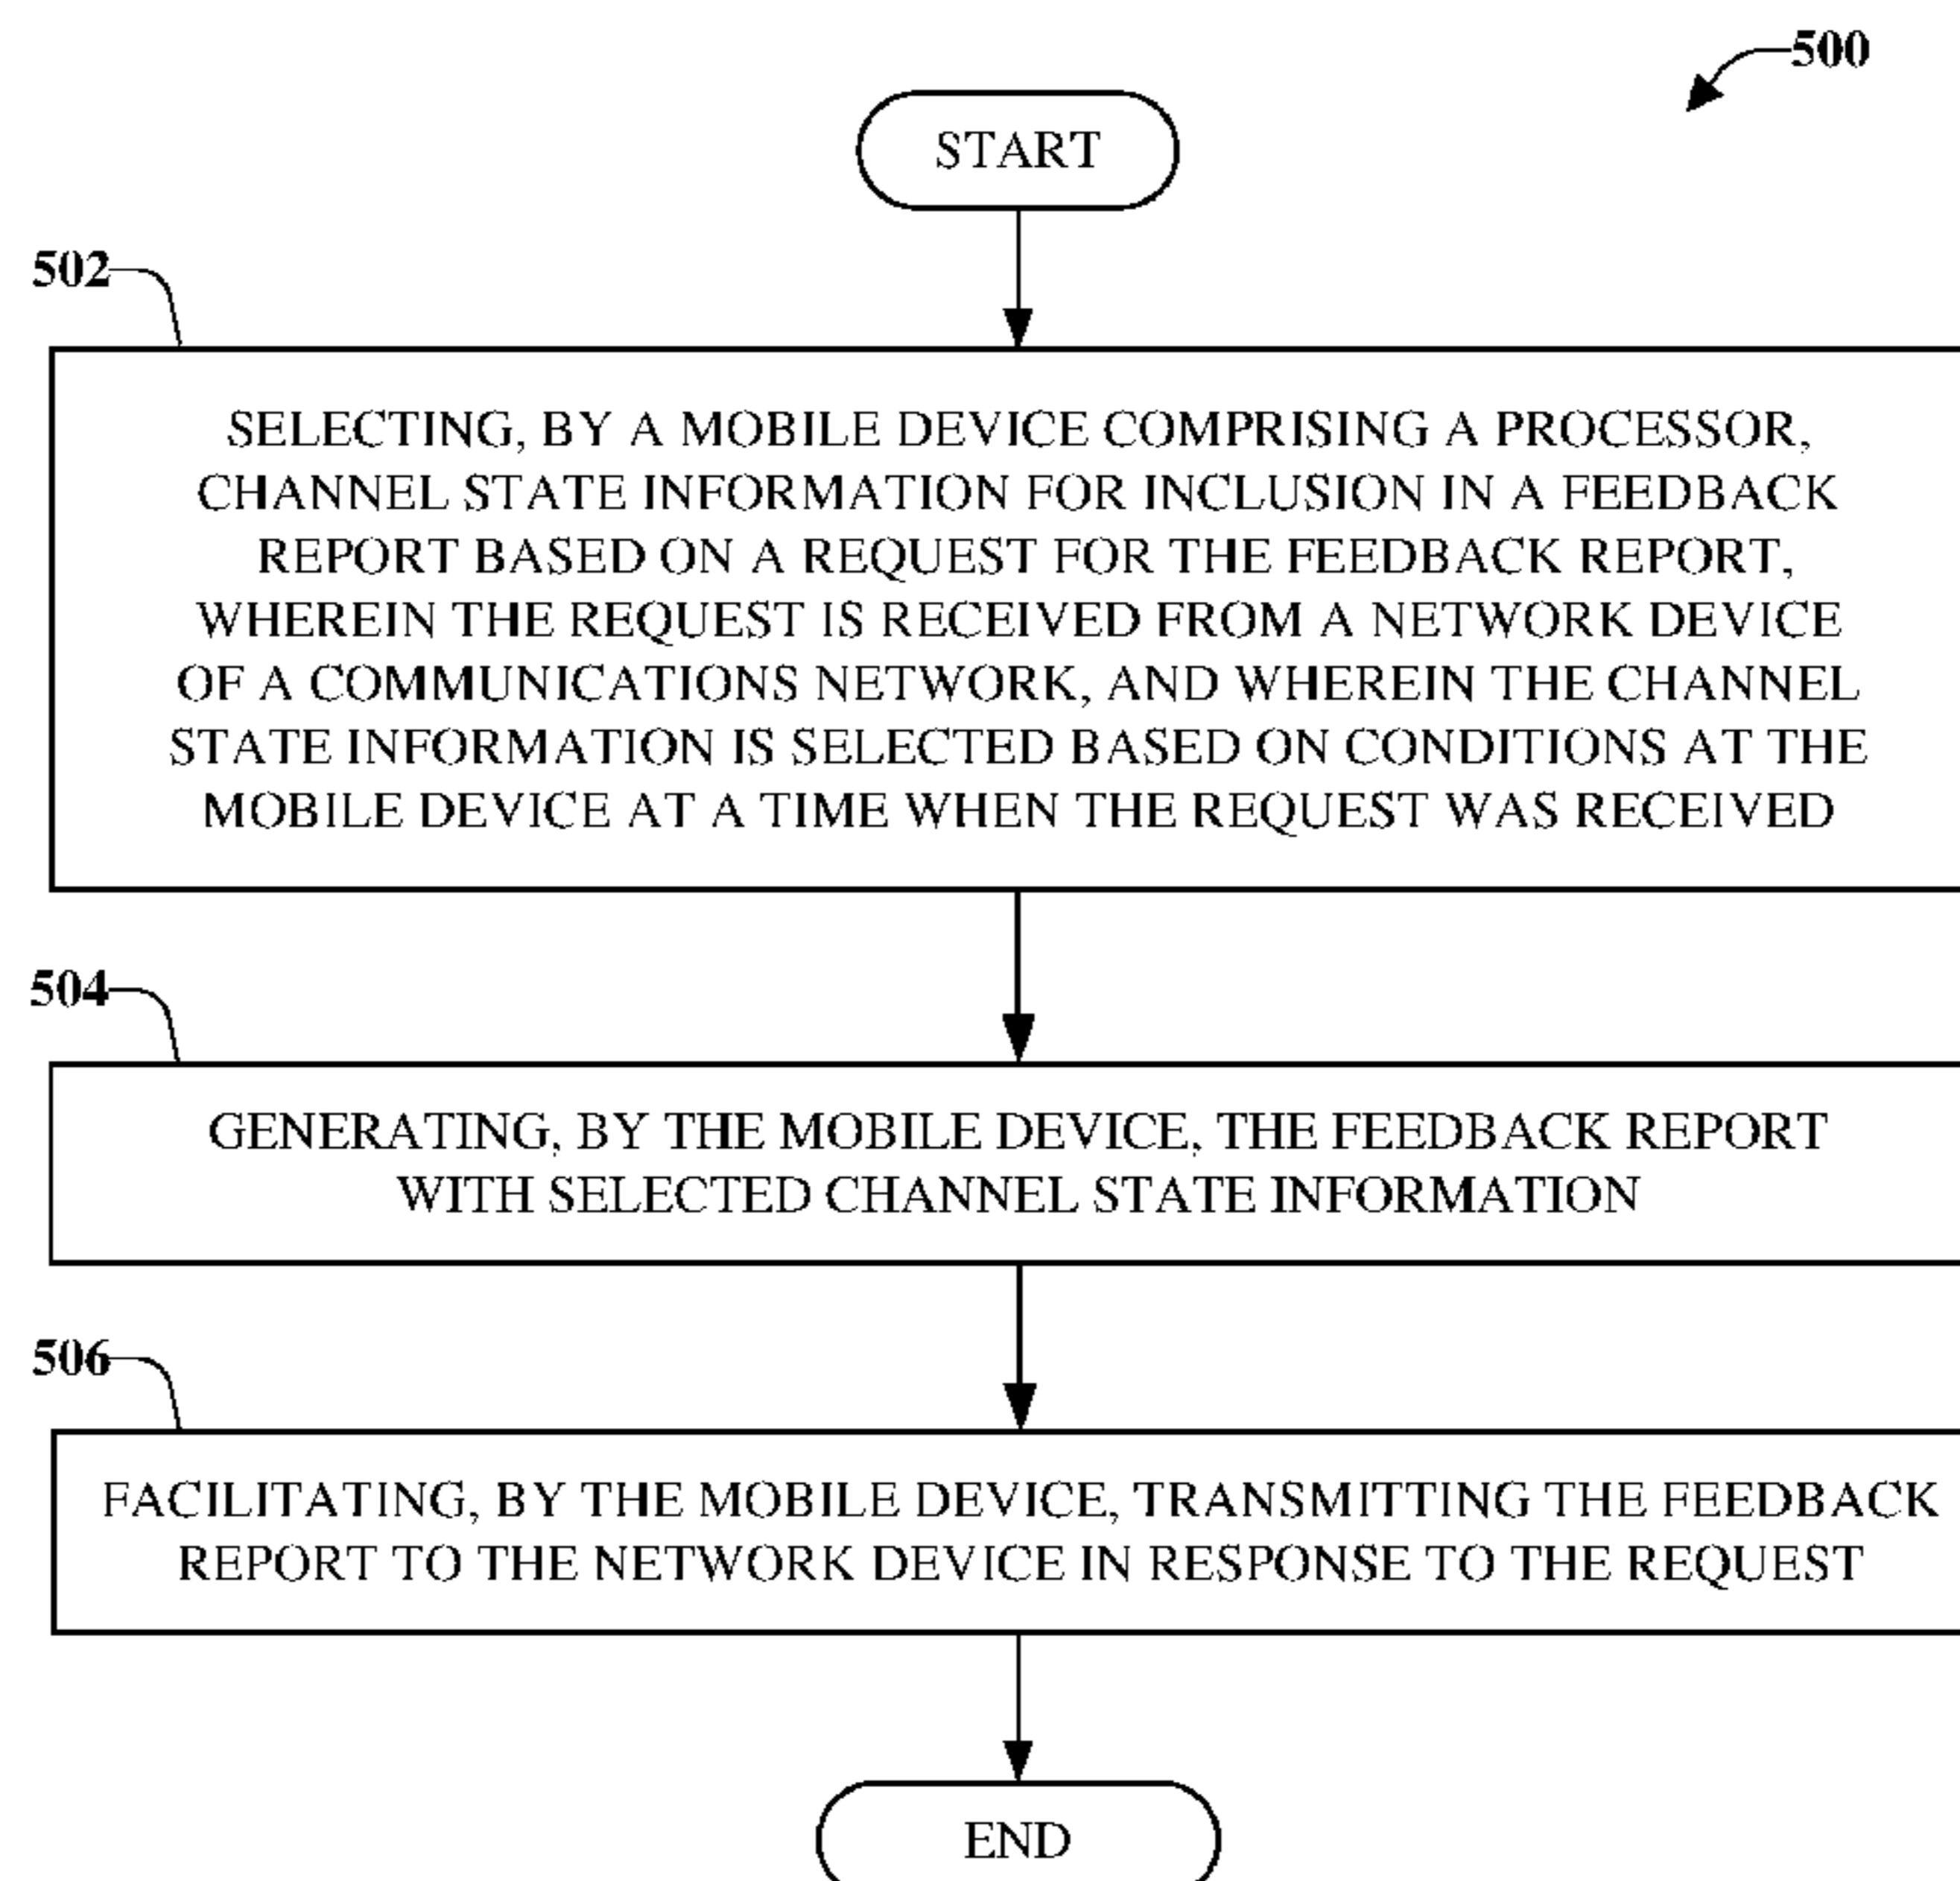 500
START
502
SELECTING, BY A MOBILE DEVICE COMPRISING A PROCESSOR,
CHANNEL STATE INFORMATION FOR INCLUSION IN A FEEDBACK
REPORT BASED ON A REQUEST FOR THE FEEDBACK REPORT,
WHEREIN THE REQUEST IS RECEIVED FROM A NETWORK DEVICE
OF A COMMUNICATIONS NETWORK, AND WHEREIN THE CHANNEL
STATE INFORMATION IS SELECTED BASED ON CONDITIONS AT THE
MOBILE DEVICE AT A TIME WHEN THE REQUEST WAS RECEIVED
504
GENERATING, BY THE MOBILE DEVICE, THE FEEDBACK REPORT
WITH SELECTED CHANNEL STATE INFORMATION
506
FACILITATING, BY THE MOBILE DEVICE, TRANSMITTING THE FEEDBACK
REPORT TO THE NETWORK DEVICE IN RESPONSE TO THE REQUEST
END